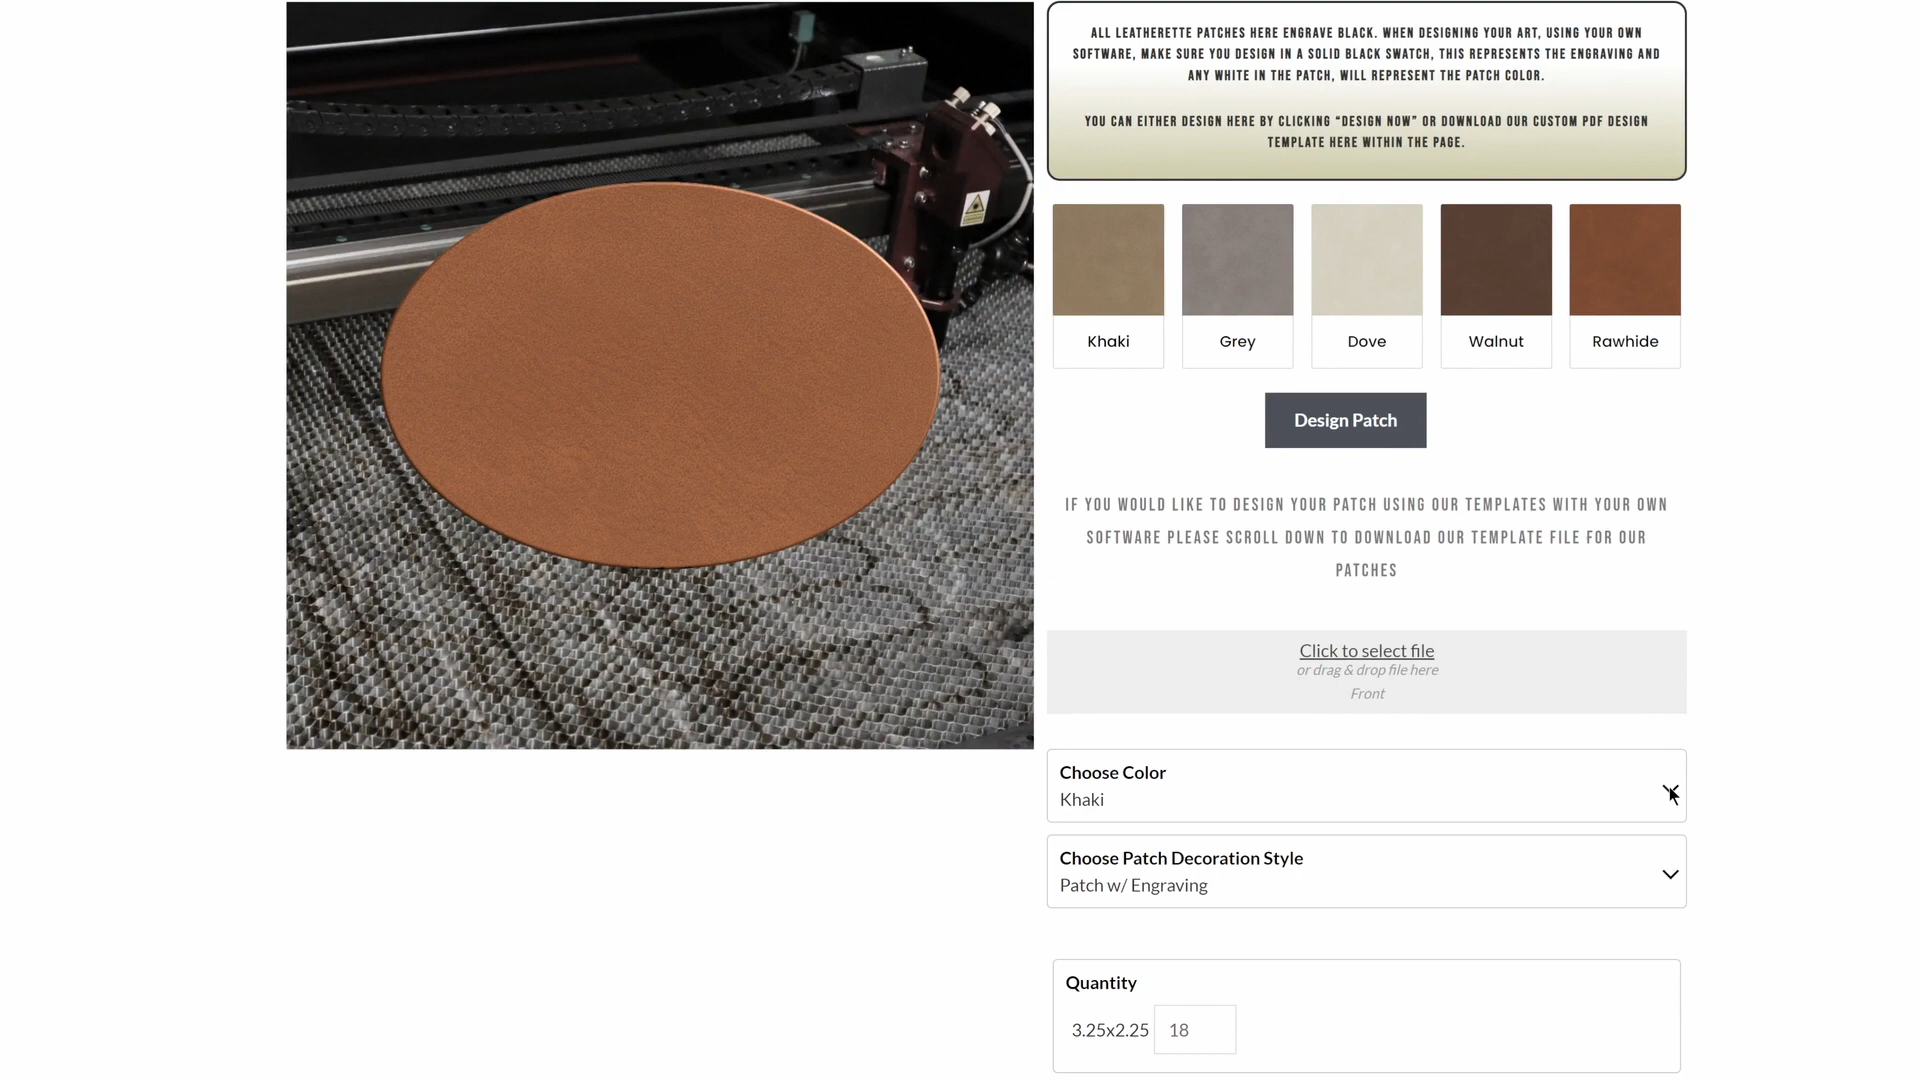 ALL LEATHERETTE PATCHES HERE ENGRAVE BLACK. WHEN DESIGNING YOUR ART, USING YOUR OWN
SOFTWARE, MAKE SURE YOU DESIGN IN A SOLID BLACK SWATCH, THIS REPRESENTS THE ENGRAVING AND
ANY WHITE IN THE PATCH, WILL REPRESENT THE PATCH COLOR.
YOU CAN EITHER DESIGN HERE BY CLICKING “DESIGN NOW” OR DOWNLOAD OUR CUSTOM PDF DESIGN
TEMPLATE HERE WITHIN THE PAGE.
Khaki
Grey
Dove
Walnut
Rawhide
Design Patch
IF YOU WOULD LIKE TO DESIGN YOUR PATCH USING OUR TEMPLATES WITH YOUR OWN
SOFTWARE PLEASE SCROLL DOWN TO DOWNLOAD OUR TEMPLATE FILE FOR OUR
PATCHES
Click to select file
or drag & drop file here
Front
Choose Color
Khaki
Choose Patch Decoration Style
Patch w/ Engraving
Quantity
3.25x2.25 18